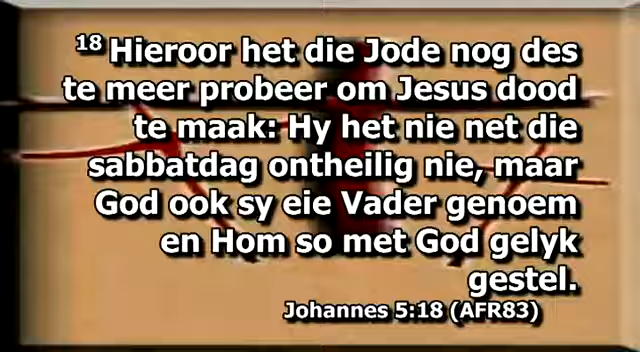 18 Hieroor het die Jode nog des
te meer probeer om Jesus dood
te maak: Hy het nie net die
sabbatdag ontheilig nie, maar
God ook sy eie Vader genoem
en Hom so met God gelyk
gestel.
Johannes 5:18 (AFR83)